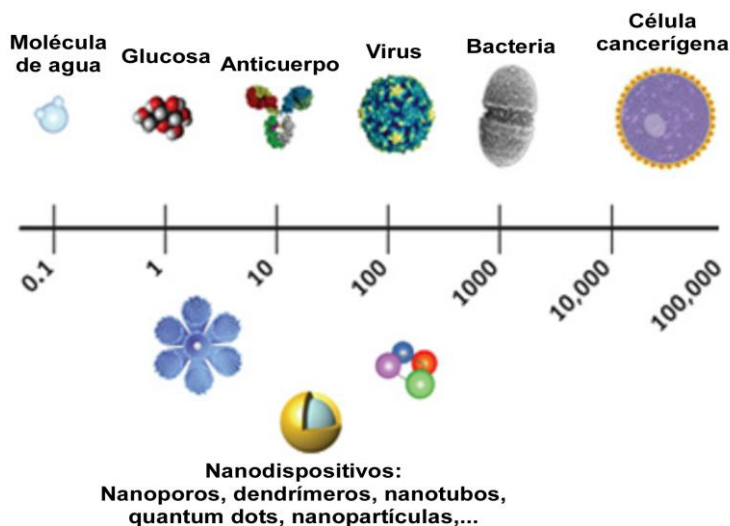 Molécula
de agua
Glucosa
Anticuerpo
Virus
Bacteria
Célula
cancerígena
0.1
1
10
100
1000
10,000
100,000
Nanodispositivos:
Nanoporos, dendrímeros, nanotubos,
quantum dots, nanopartículas,...